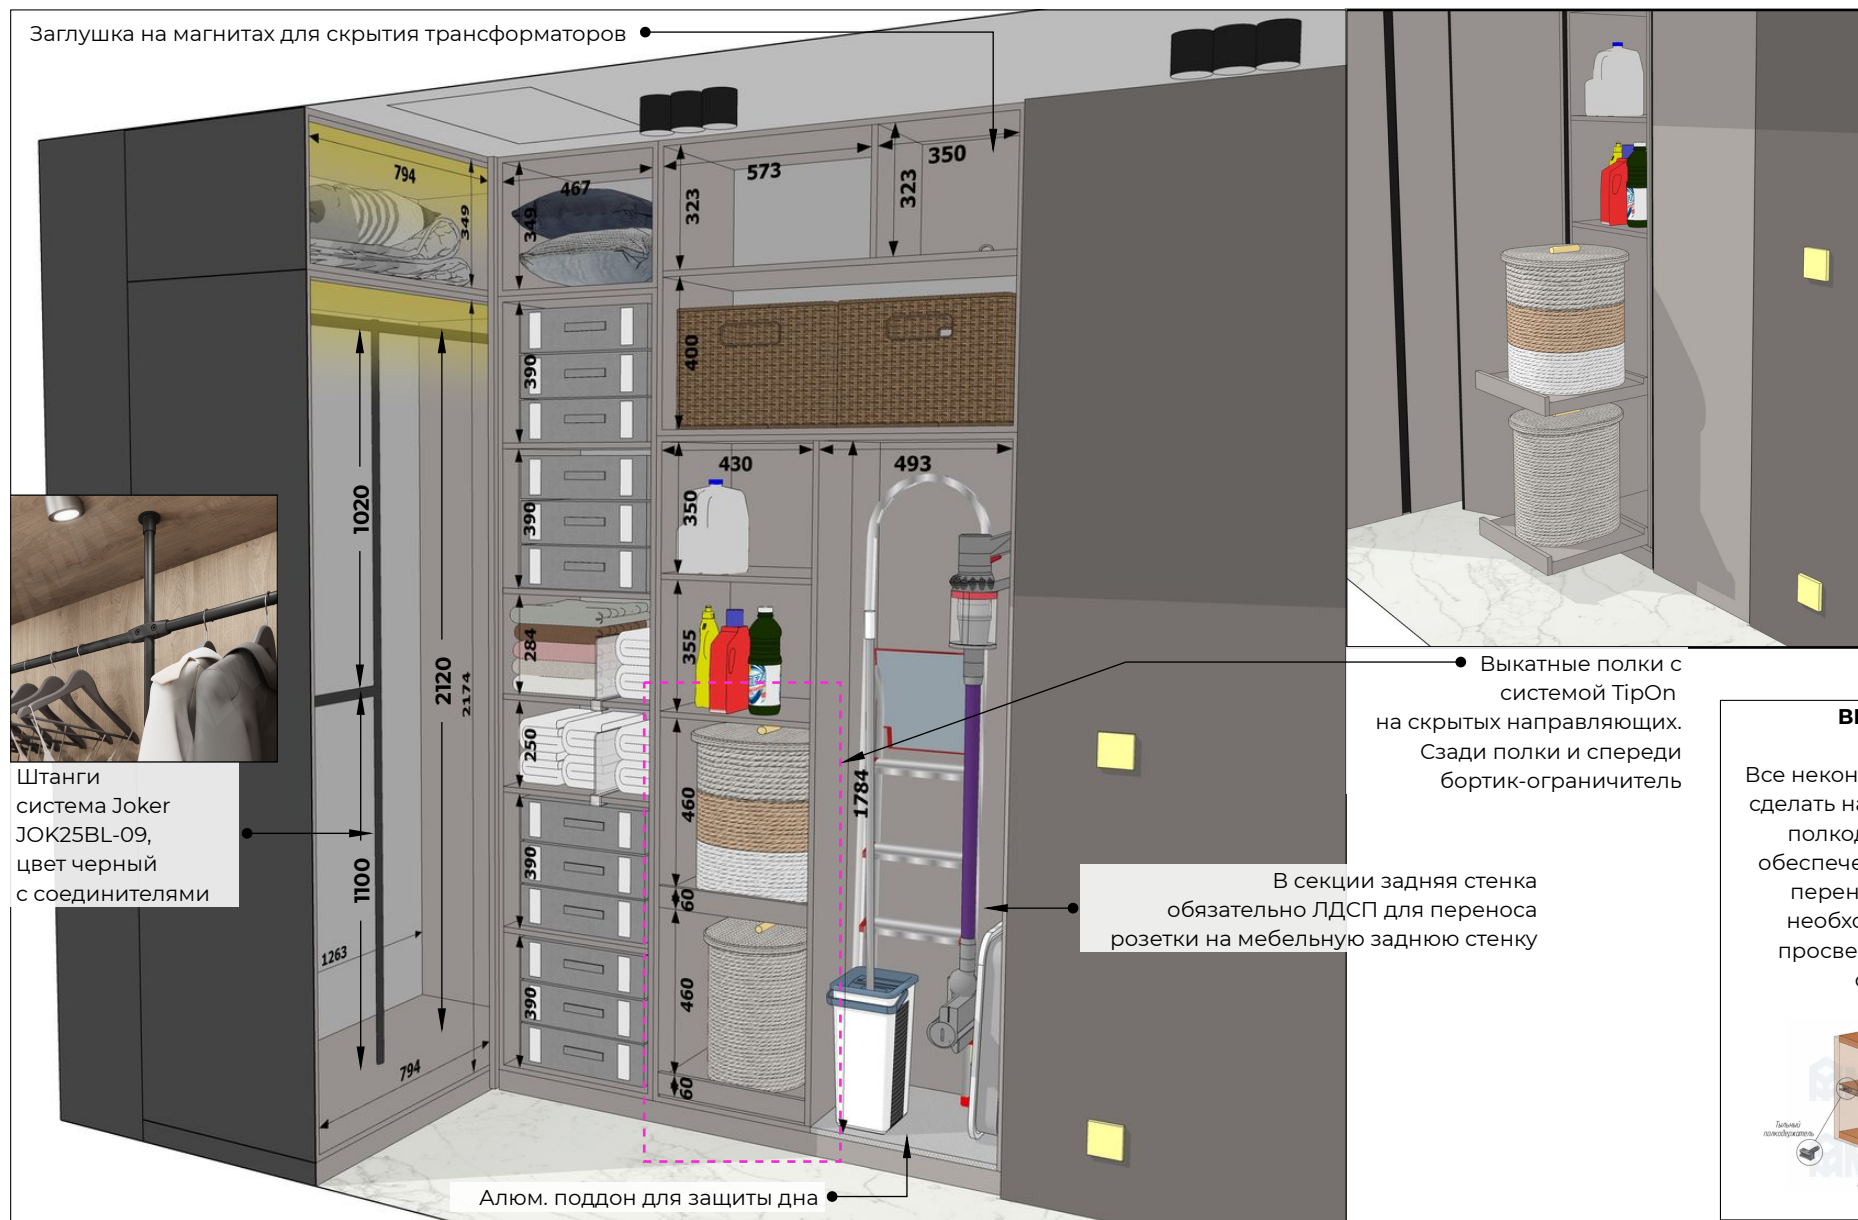 Заглушка на магнитах для скрытия трансформаторов
794
349
467
349
573
323
350
323
400
390
390
284
250
390
390
430
493
350
355
460
60
460
60
1784
1020
2120
2174
1100
1263
794
Штанги
система Joker
JOK25BL-09,
цвет черный
с соединителями
Выкатные полки с
системой TipOn
на скрытых направляющих.
Сзади полки и спереди
бортик-ограничитель
В секции задняя стенка
обязательно ЛДСП для переноса
розетки на мебельную заднюю стенку
Алюм. поддон для защиты дна
Все некон
сделать на
полкод
обеспече
перен
необхо
просве
Тыльный
полкодержатель